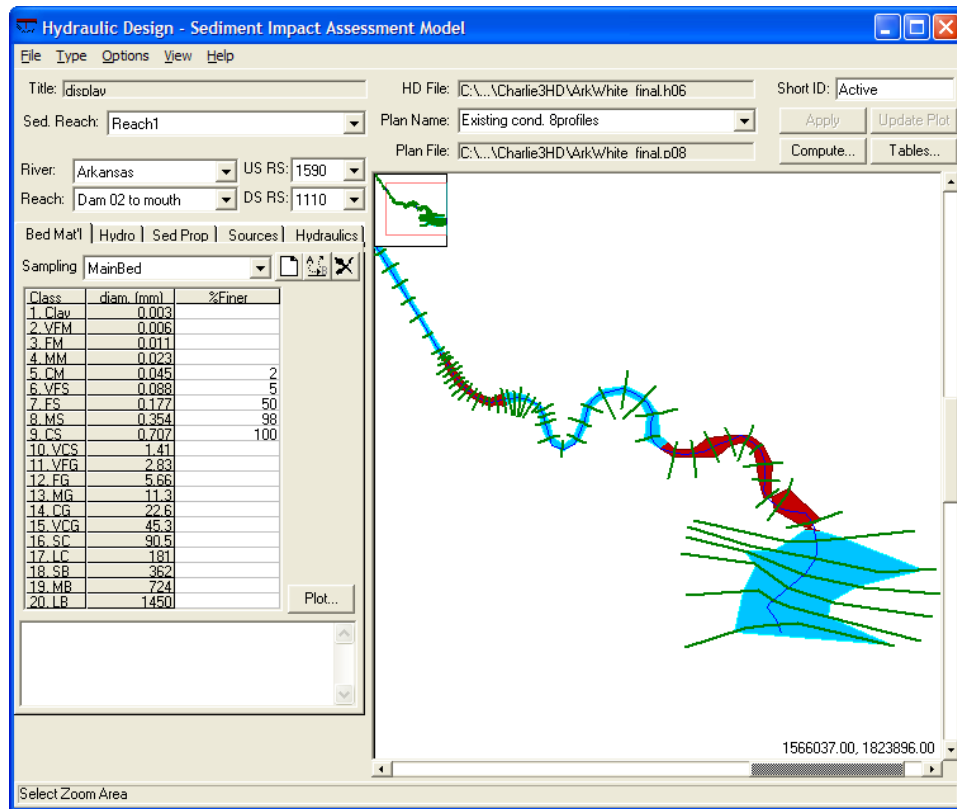 Hydraulic Design - Sediment Impact Assessment Model
File Type Options View Help
Title: display HD File: C:\...\Charlie3HD\ArkWhite_final.h06 Short ID: Active
Sed. Reach: Reach1 Plan Name: Existing cond. 8profiles Apply Update Plot
Plan File: C:\...\Charlie3HD\ArkWhite_final.p08 Compute... Tables...
River: Arkansas US RS: 1590
Reach: Dam 02 to mouth DS RS: 1110
Bed Mat'l Hydro Sed Prop Sources Hydraulics
Sampling MainBed
Class diam. (mm) %Finer
1. Clay 0.003
2. VFM 0.006
3. FM 0.011
4. MM 0.023
5. CM 0.045 2
6. VFS 0.088 5
7. FS 0.177 50
8. MS 0.354 98
9. CS 0.707 100
10. VCS 1.41
11. VFG 2.83
12. FG 5.66
13. MG 11.3
14. CG 22.6
15. VCG 45.3
16. SC 90.5
17. LC 181
18. SB 362
19. MB 724
20. LB 1450
Plot...
1566037.00, 1823896.00
Select Zoom Area